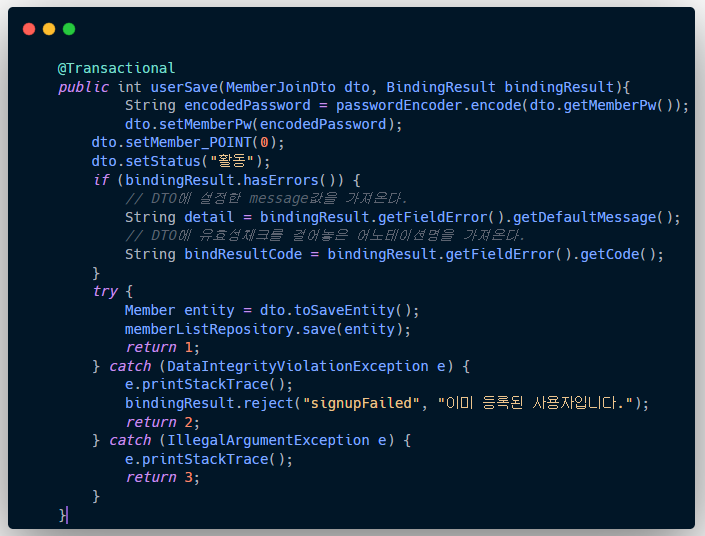 @Transactional
public int userSave(MemberJoinDto dto, BindingResult bindingResult){
        String encodedPassword = passwordEncoder.encode(dto.getMemberPw());
        dto.setMemberPw(encodedPassword);
    dto.setMember_POINT(0);
    dto.setStatus("활동");
    if (bindingResult.hasErrors()) {
        // DTO에 설정한 message값을 가져온다.
        String detail = bindingResult.getFieldError().getDefaultMessage();
        // DTO에 유효성체크를 걸어놓은 어노테이션명을 가져온다.
        String bindResultCode = bindingResult.getFieldError().getCode();
    }
    try {
        Member entity = dto.toSaveEntity();
        memberListRepository.save(entity);
        return 1;
    } catch (DataIntegrityViolationException e) {
        e.printStackTrace();
        bindingResult.reject("signupFailed", "이미 등록된 사용자입니다.");
        return 2;
    } catch (IllegalArgumentException e) {
        e.printStackTrace();
        return 3;
    }
}